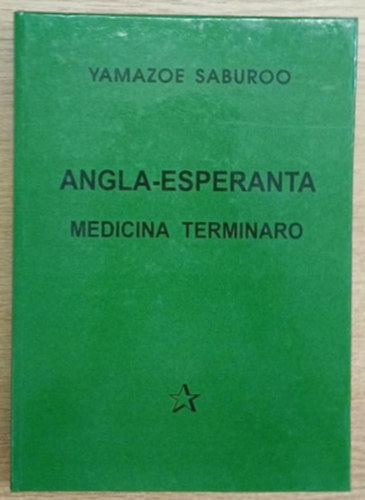 YAMAZOE SABUROO
ANGLA-ESPERANTA
MEDICINA TERMINARO